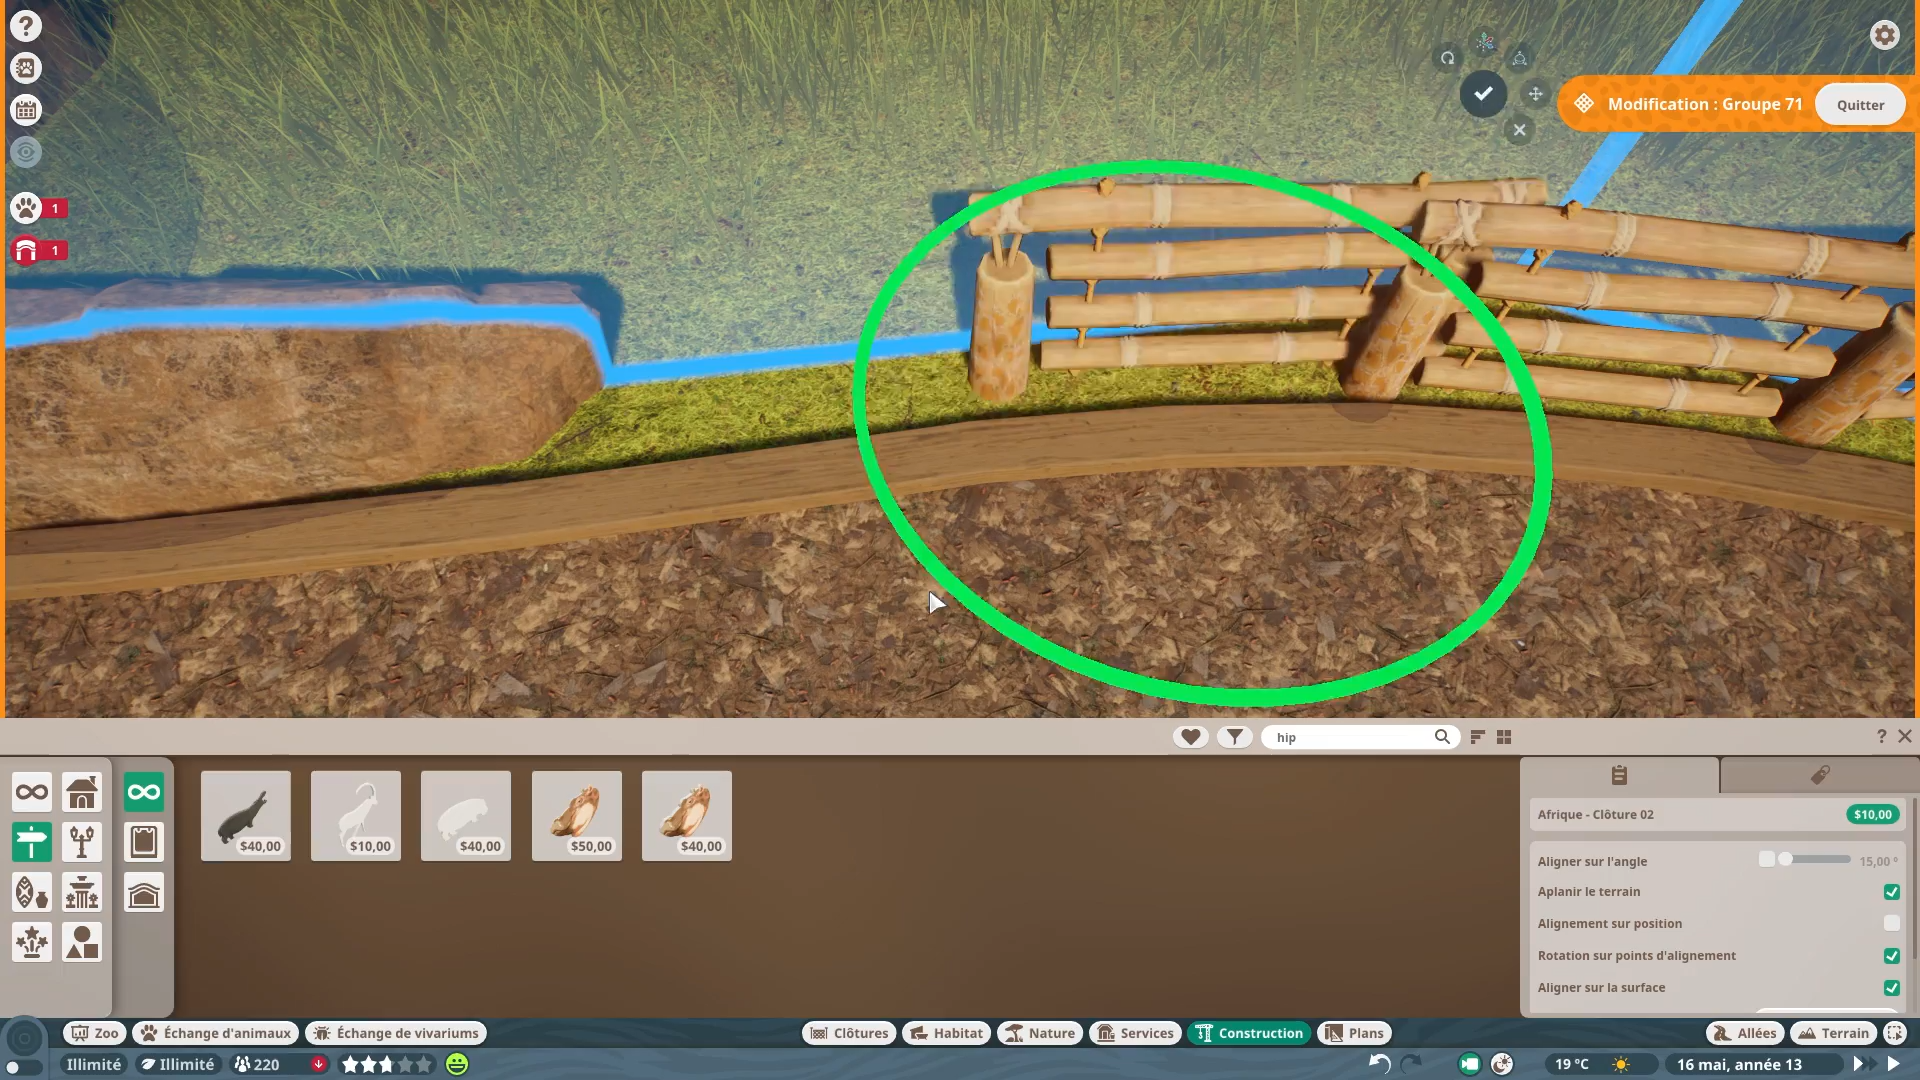 ?
1
1
Modification : Groupe 71
Quitter
hip
?
$40,00
$10,00
$40,00
$50,00
$40,00
Afrique - Clôture 02
$10,00
Aligner sur l'angle
15,00 °
Aplanir le terrain
Alignement sur position
Rotation sur points d'alignement
Aligner sur la surface
Zoo
Échange d'animaux
Échange de vivariums
Clôtures
Habitat
Nature
Services
Construction
Plans
Allées
Terrain
Illimité
Illimité
220
19 °C
16 mai, année 13